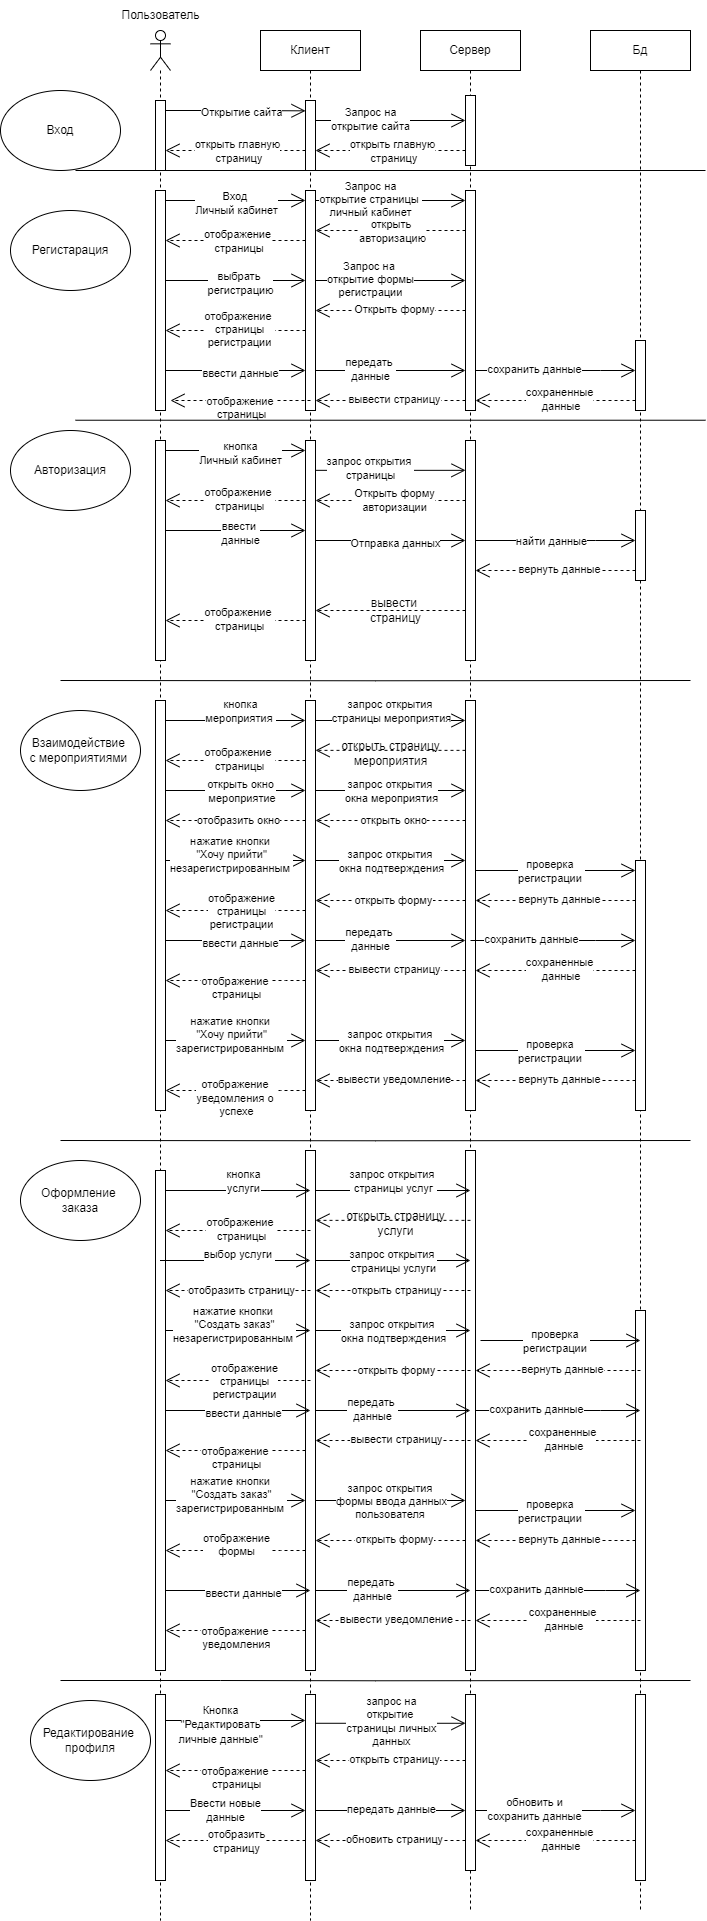 Пользователь
Клиент
Сервер
Бд
Вход
Открытие сайта
Запрос на
открытие сайта
открыть главную
страницу
открыть главную
страницу
Регистарация
Вход
Личный кабинет
Запрос на
открытие страницы
личный кабинет
открыть
авторизацию
отображение
страницы
выбрать
регистрацию
Запрос на
открытие формы
регистрации
Открыть форму
отображение
страницы
регистрации
ввести данные
передать
данные
сохранить данные
сохраненные
данные
вывести страницу
отображение
страницы
Авторизация
кнопка
Личный кабинет
запрос открытия
страницы
Открыть форму
авторизации
отображение
страницы
ввести
данные
Отправка данных
найти данные
вернуть данные
вывести
страницу
отображение
страницы
Взаимодействие
с мероприятиями
кнопка
мероприятия
запрос открытия
страницы мероприятия
открыть страницу
мероприятия
отображение
страницы
открыть окно
мероприятие
запрос открытия
окна мероприятия
открыть окно
отобразить окно
нажатие кнопки
"Хочу прийти"
незарегистрированным
запрос открытия
окна подтверждения
проверка
регистрации
вернуть данные
открыть форму
отображение
страницы
регистрации
ввести данные
передать
данные
сохранить данные
сохраненные
данные
вывести страницу
отображение
страницы
нажатие кнопки
"Хочу прийти"
зарегистрированным
запрос открытия
окна подтверждения
проверка
регистрации
вернуть данные
вывести уведомление
отображение
уведомления о
успехе
Оформление
заказа
кнопка
услуги
запрос открытия
страницы услуг
открыть страницу
услуги
отображение
страницы
выбор услуги
запрос открытия
страницы услуги
открыть страницу
отобразить страницу
нажатие кнопки
"Создать заказ"
незарегистрированным
запрос открытия
окна подтверждения
проверка
регистрации
вернуть данные
открыть форму
отображение
страницы
регистрации
ввести данные
передать
данные
сохранить данные
сохраненные
данные
вывести страницу
отображение
страницы
нажатие кнопки
"Создать заказ"
зарегистрированным
запрос открытия
формы ввода данных
пользователя
проверка
регистрации
вернуть данные
открыть форму
отображение
формы
ввести данные
передать
данные
сохранить данные
сохраненные
данные
вывести уведомление
отображение
уведомления
Редактирование
профиля
Кнопка
"Редактировать
личные данные"
запрос на
открытие
страницы личных
данных
открыть страницу
отображение
страницы
Ввести новые
данные
передать данные
обновить и
сохранить данные
сохраненные
данные
обновить страницу
отобразить
страницу